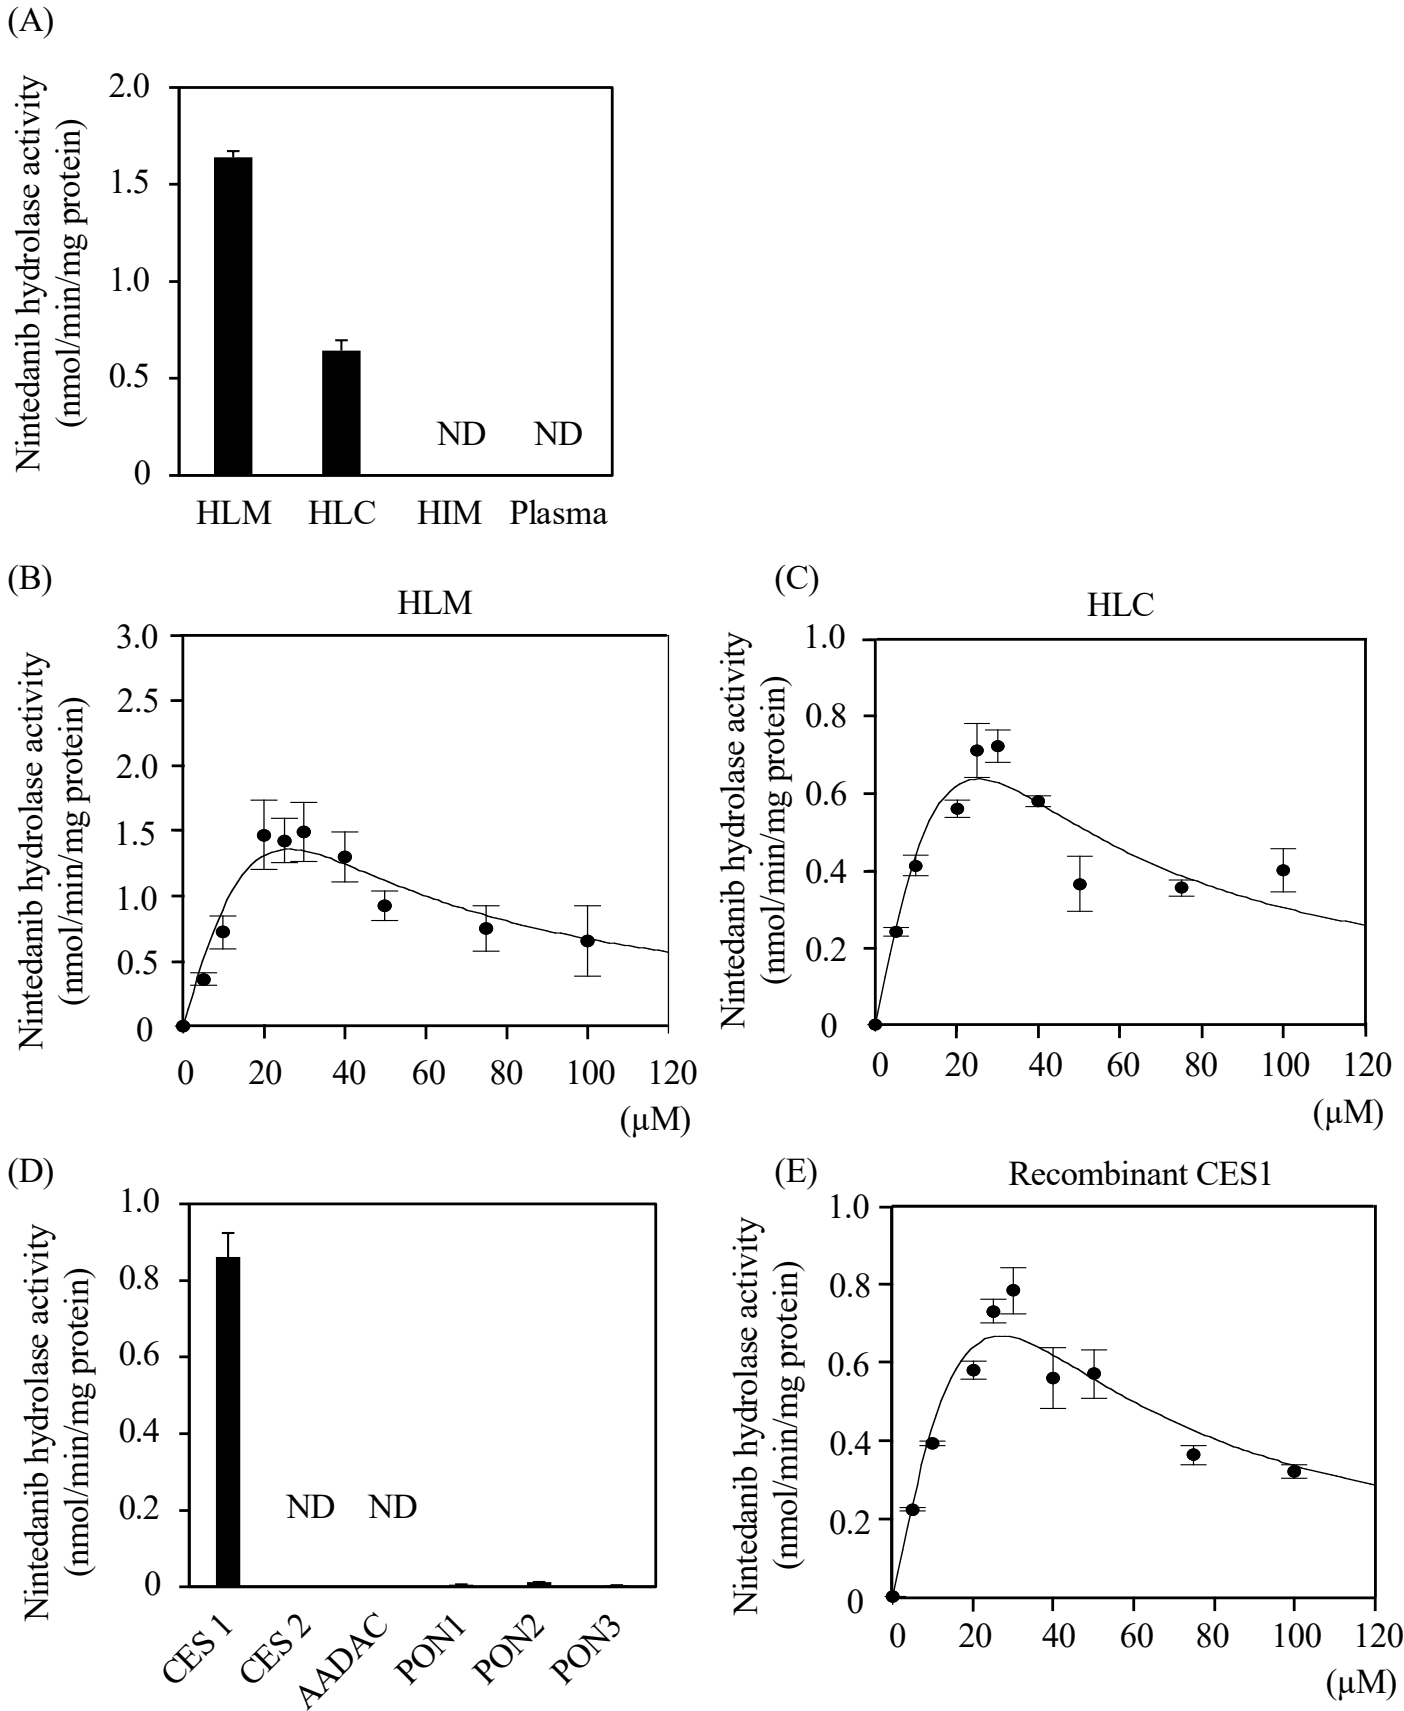 (A)
Nintedanib hydrolase activity
(nmol/min/mg protein)
2.0
1.5
1.0
0.5
0
ND ND
HLM HLC HIM Plasma
(B)
HLM
Nintedanib hydrolase activity
(nmol/min/mg protein)
3.0
2.5
2.0
1.5
1.0
0.5
0
0 20 40 60 80 100 120
(µM)
(C)
HLC
Nintedanib hydrolase activity
(nmol/min/mg protein)
1.0
0.8
0.6
0.4
0.2
0
0 20 40 60 80 100 120
(µM)
(D)
Nintedanib hydrolase activity
(nmol/min/mg protein)
1.0
0.8
0.6
0.4
0.2
0
ND ND
CES 1 CES 2 AADAC PON1 PON2 PON3
(E)
Recombinant CES1
Nintedanib hydrolase activity
(nmol/min/mg protein)
1.0
0.8
0.6
0.4
0.2
0
0 20 40 60 80 100 120
(µM)